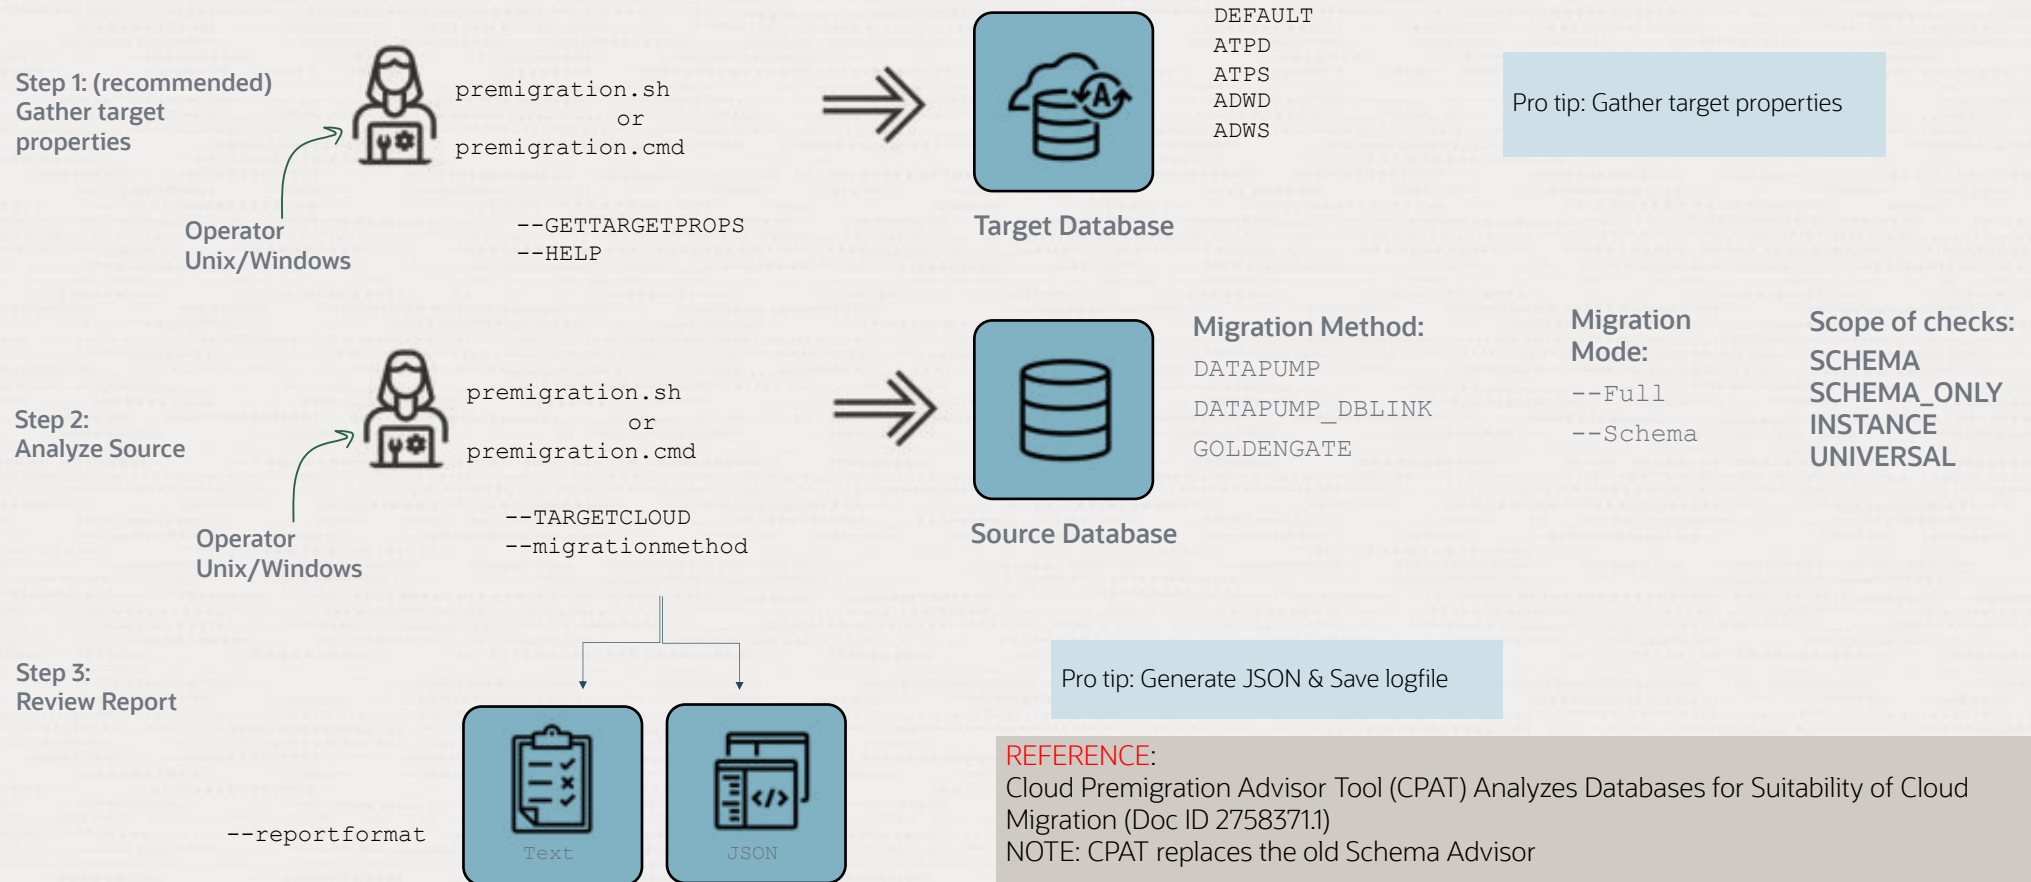 Step 1: (recommended)
Gather target
properties
Operator
Unix/Windows
premigration.sh
or
premigration.cmd
--GETTARGETPROPS
--HELP
Target Database
DEFAULT
ATPD
ATPS
ADWD
ADWS
Pro tip: Gather target properties
Step 2:
Analyze Source
Operator
Unix/Windows
premigration.sh
or
premigration.cmd
--TARGETCLOUD
--migrationmethod
Source Database
Migration Method:
DATAPUMP
DATAPUMP_DBLINK
GOLDENGATE
Migration
Mode:
--Full
--Schema
Scope of checks:
SCHEMA
SCHEMA_ONLY
INSTANCE
UNIVERSAL
Step 3:
Review Report
--reportformat
Text
JSON
Pro tip: Generate JSON & Save logfile
REFERENCE:
Cloud Premigration Advisor Tool (CPAT) Analyzes Databases for Suitability of Cloud
Migration (Doc ID 2758371.1)
NOTE: CPAT replaces the old Schema Advisor